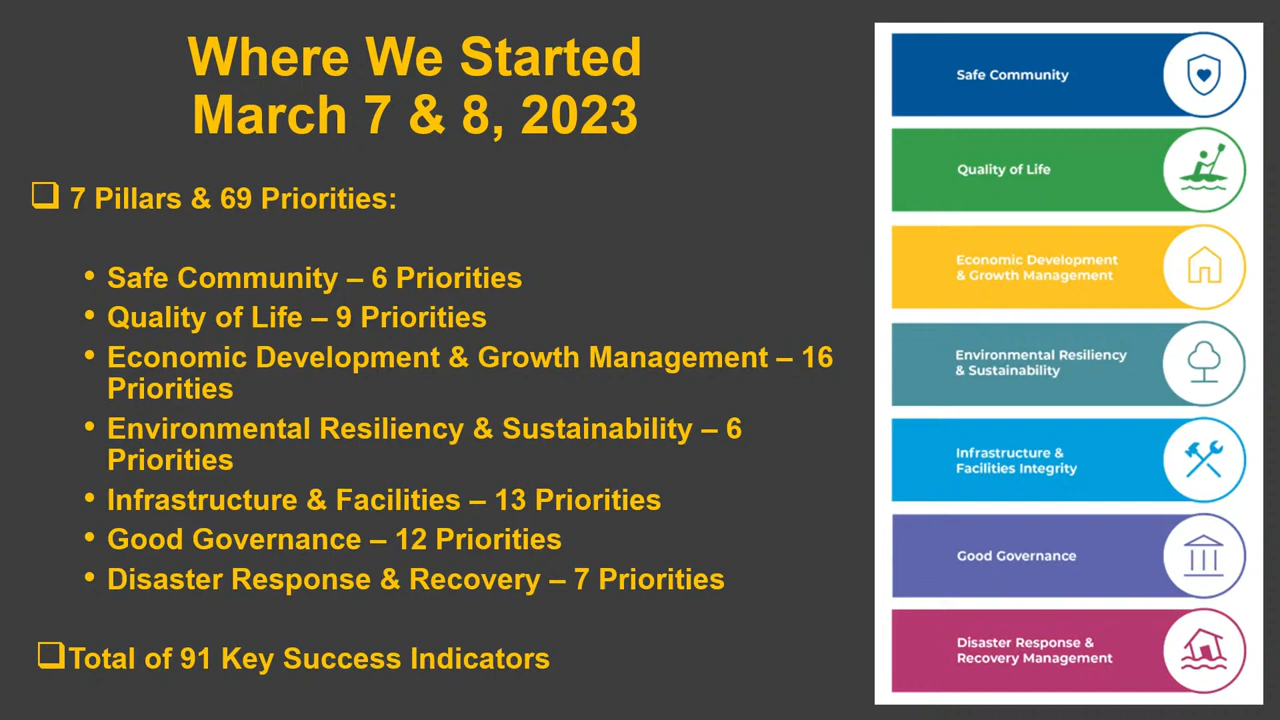 Where We Started
March 7 & 8, 2023
7 Pillars & 69 Priorities:
• Safe Community – 6 Priorities
• Quality of Life – 9 Priorities
• Economic Development & Growth Management – 16
Priorities
• Environmental Resiliency & Sustainability – 6
Priorities
• Infrastructure & Facilities – 13 Priorities
• Good Governance – 12 Priorities
• Disaster Response & Recovery – 7 Priorities
Total of 91 Key Success Indicators
Safe Community
Quality of Life
Economic Development
& Growth Management
Environmental Resiliency
& Sustainability
Infrastructure &
Facilities Integrity
Good Governance
Disaster Response &
Recovery Management